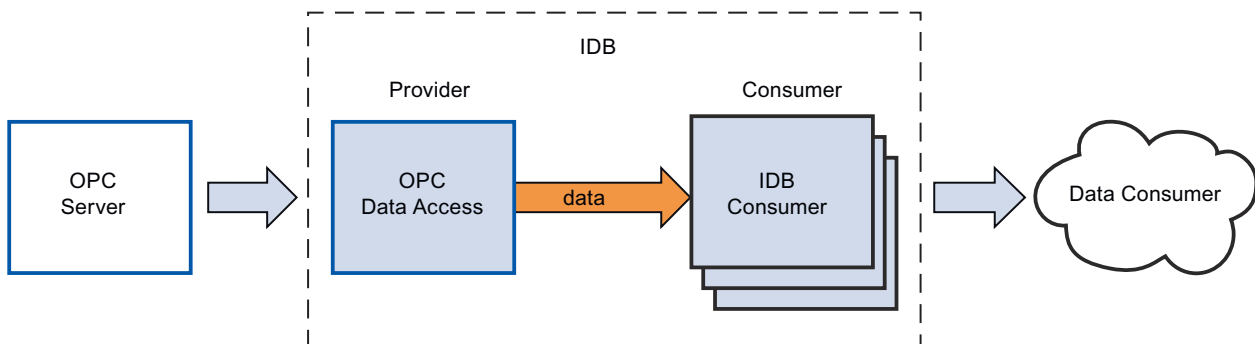 IDB
Provider
Consumer
OPC
Server
OPC
Data Access
data
IDB
Consumer
Data Consumer